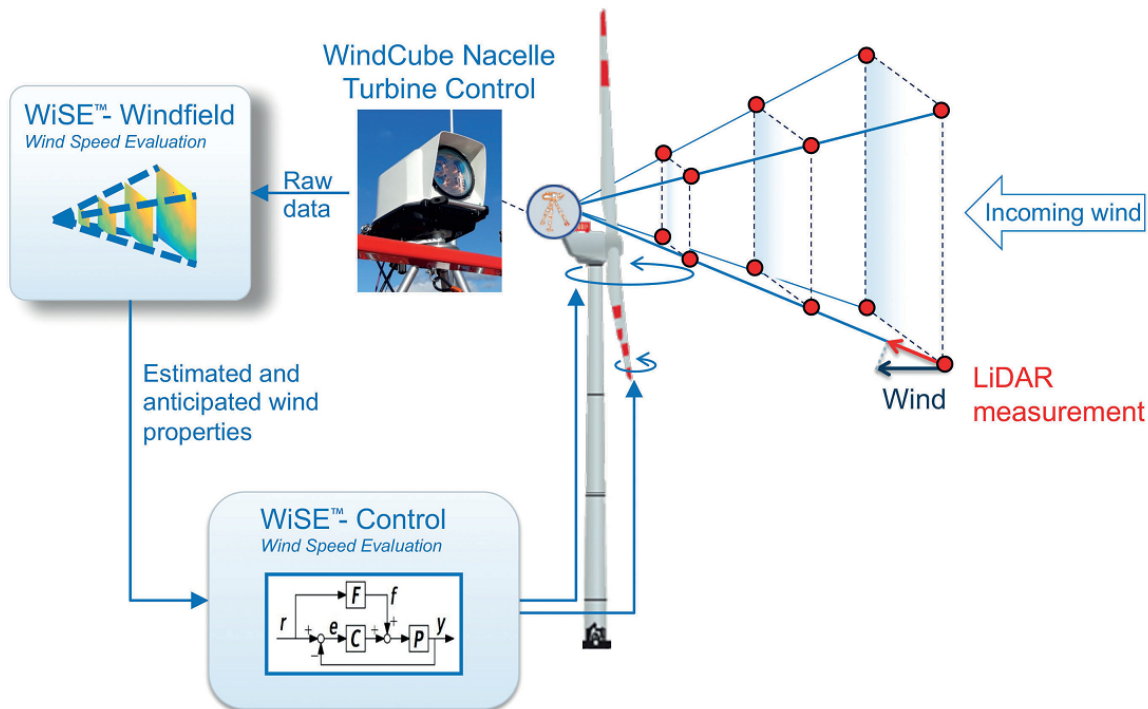 WindCube Nacelle
Turbine Control
WiSE™- Windfield
Wind Speed Evaluation
Raw
data
Incoming wind
Estimated and
anticipated wind
properties
Wind
LiDAR
measurement
WiSE™- Control
Wind Speed Evaluation
F
f
r
+
e
C
+
+
P
y
−